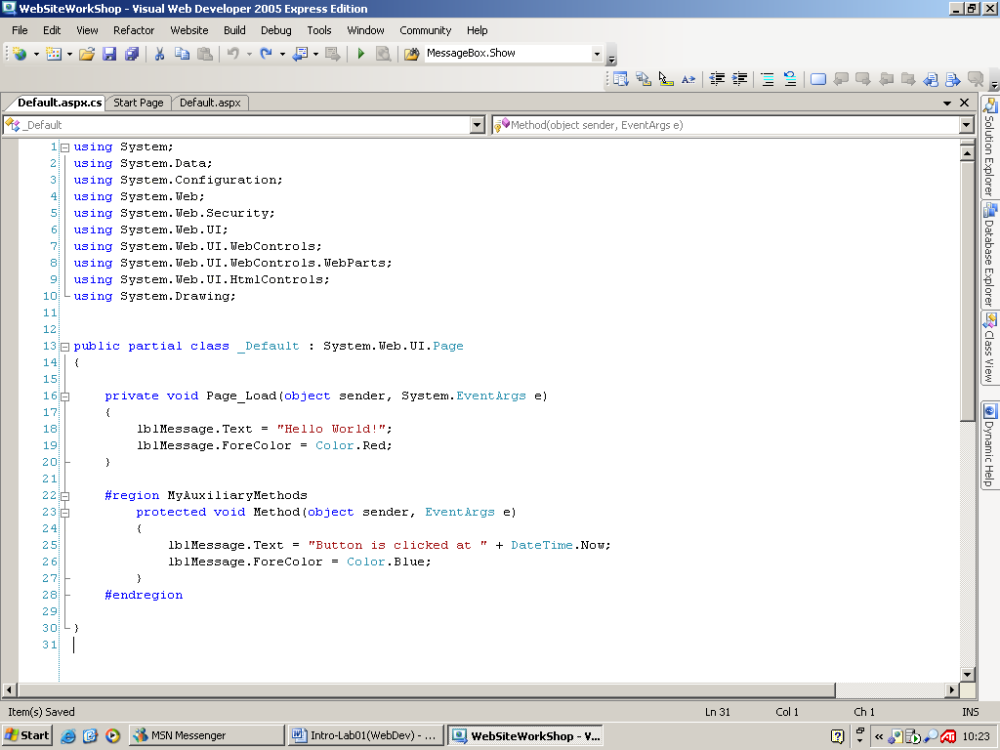 WebSiteWorkShop - Visual Web Developer 2005 Express Edition
File Edit View Refactor Website Build Debug Tools Window Community Help
MessageBox.Show
Default.aspx.cs Start Page Default.aspx
_Default Method(object sender, EventArgs e)
1 using System;
2 using System.Data;
3 using System.Configuration;
4 using System.Web;
5 using System.Web.Security;
6 using System.Web.UI;
7 using System.Web.UI.WebControls;
8 using System.Web.UI.WebControls.WebParts;
9 using System.Web.UI.HtmlControls;
10 using System.Drawing;
11
12
13 public partial class _Default : System.Web.UI.Page
14 {
15
16 private void Page_Load(object sender, System.EventArgs e)
17 {
18 lblMessage.Text = "Hello World!";
19 lblMessage.ForeColor = Color.Red;
20 }
21
22 #region MyAuxiliaryMethods
23 protected void Method(object sender, EventArgs e)
24 {
25 lblMessage.Text = "Button is clicked at " + DateTime.Now;
26 lblMessage.ForeColor = Color.Blue;
27 }
28 #endregion
29
30 }
31
Solution Explorer
Database Explorer
Class View
Dynamic Help
Item(s) Saved Ln 31 Col 1 Ch 1 INS
Start MSN Messenger Intro-Lab01(WebDev) - ... WebSiteWorkShop - V... 10:23